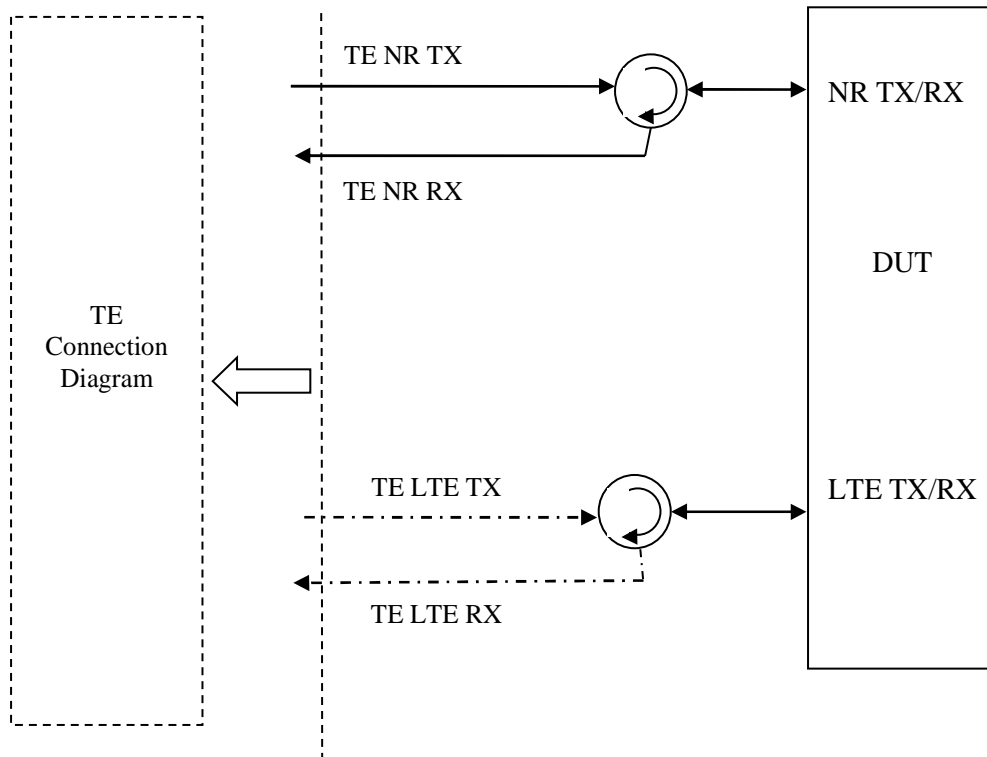 TE NR TX
NR TX/RX
TE NR RX
DUT
TE
Connection
Diagram
TE LTE TX
LTE TX/RX
TE LTE RX